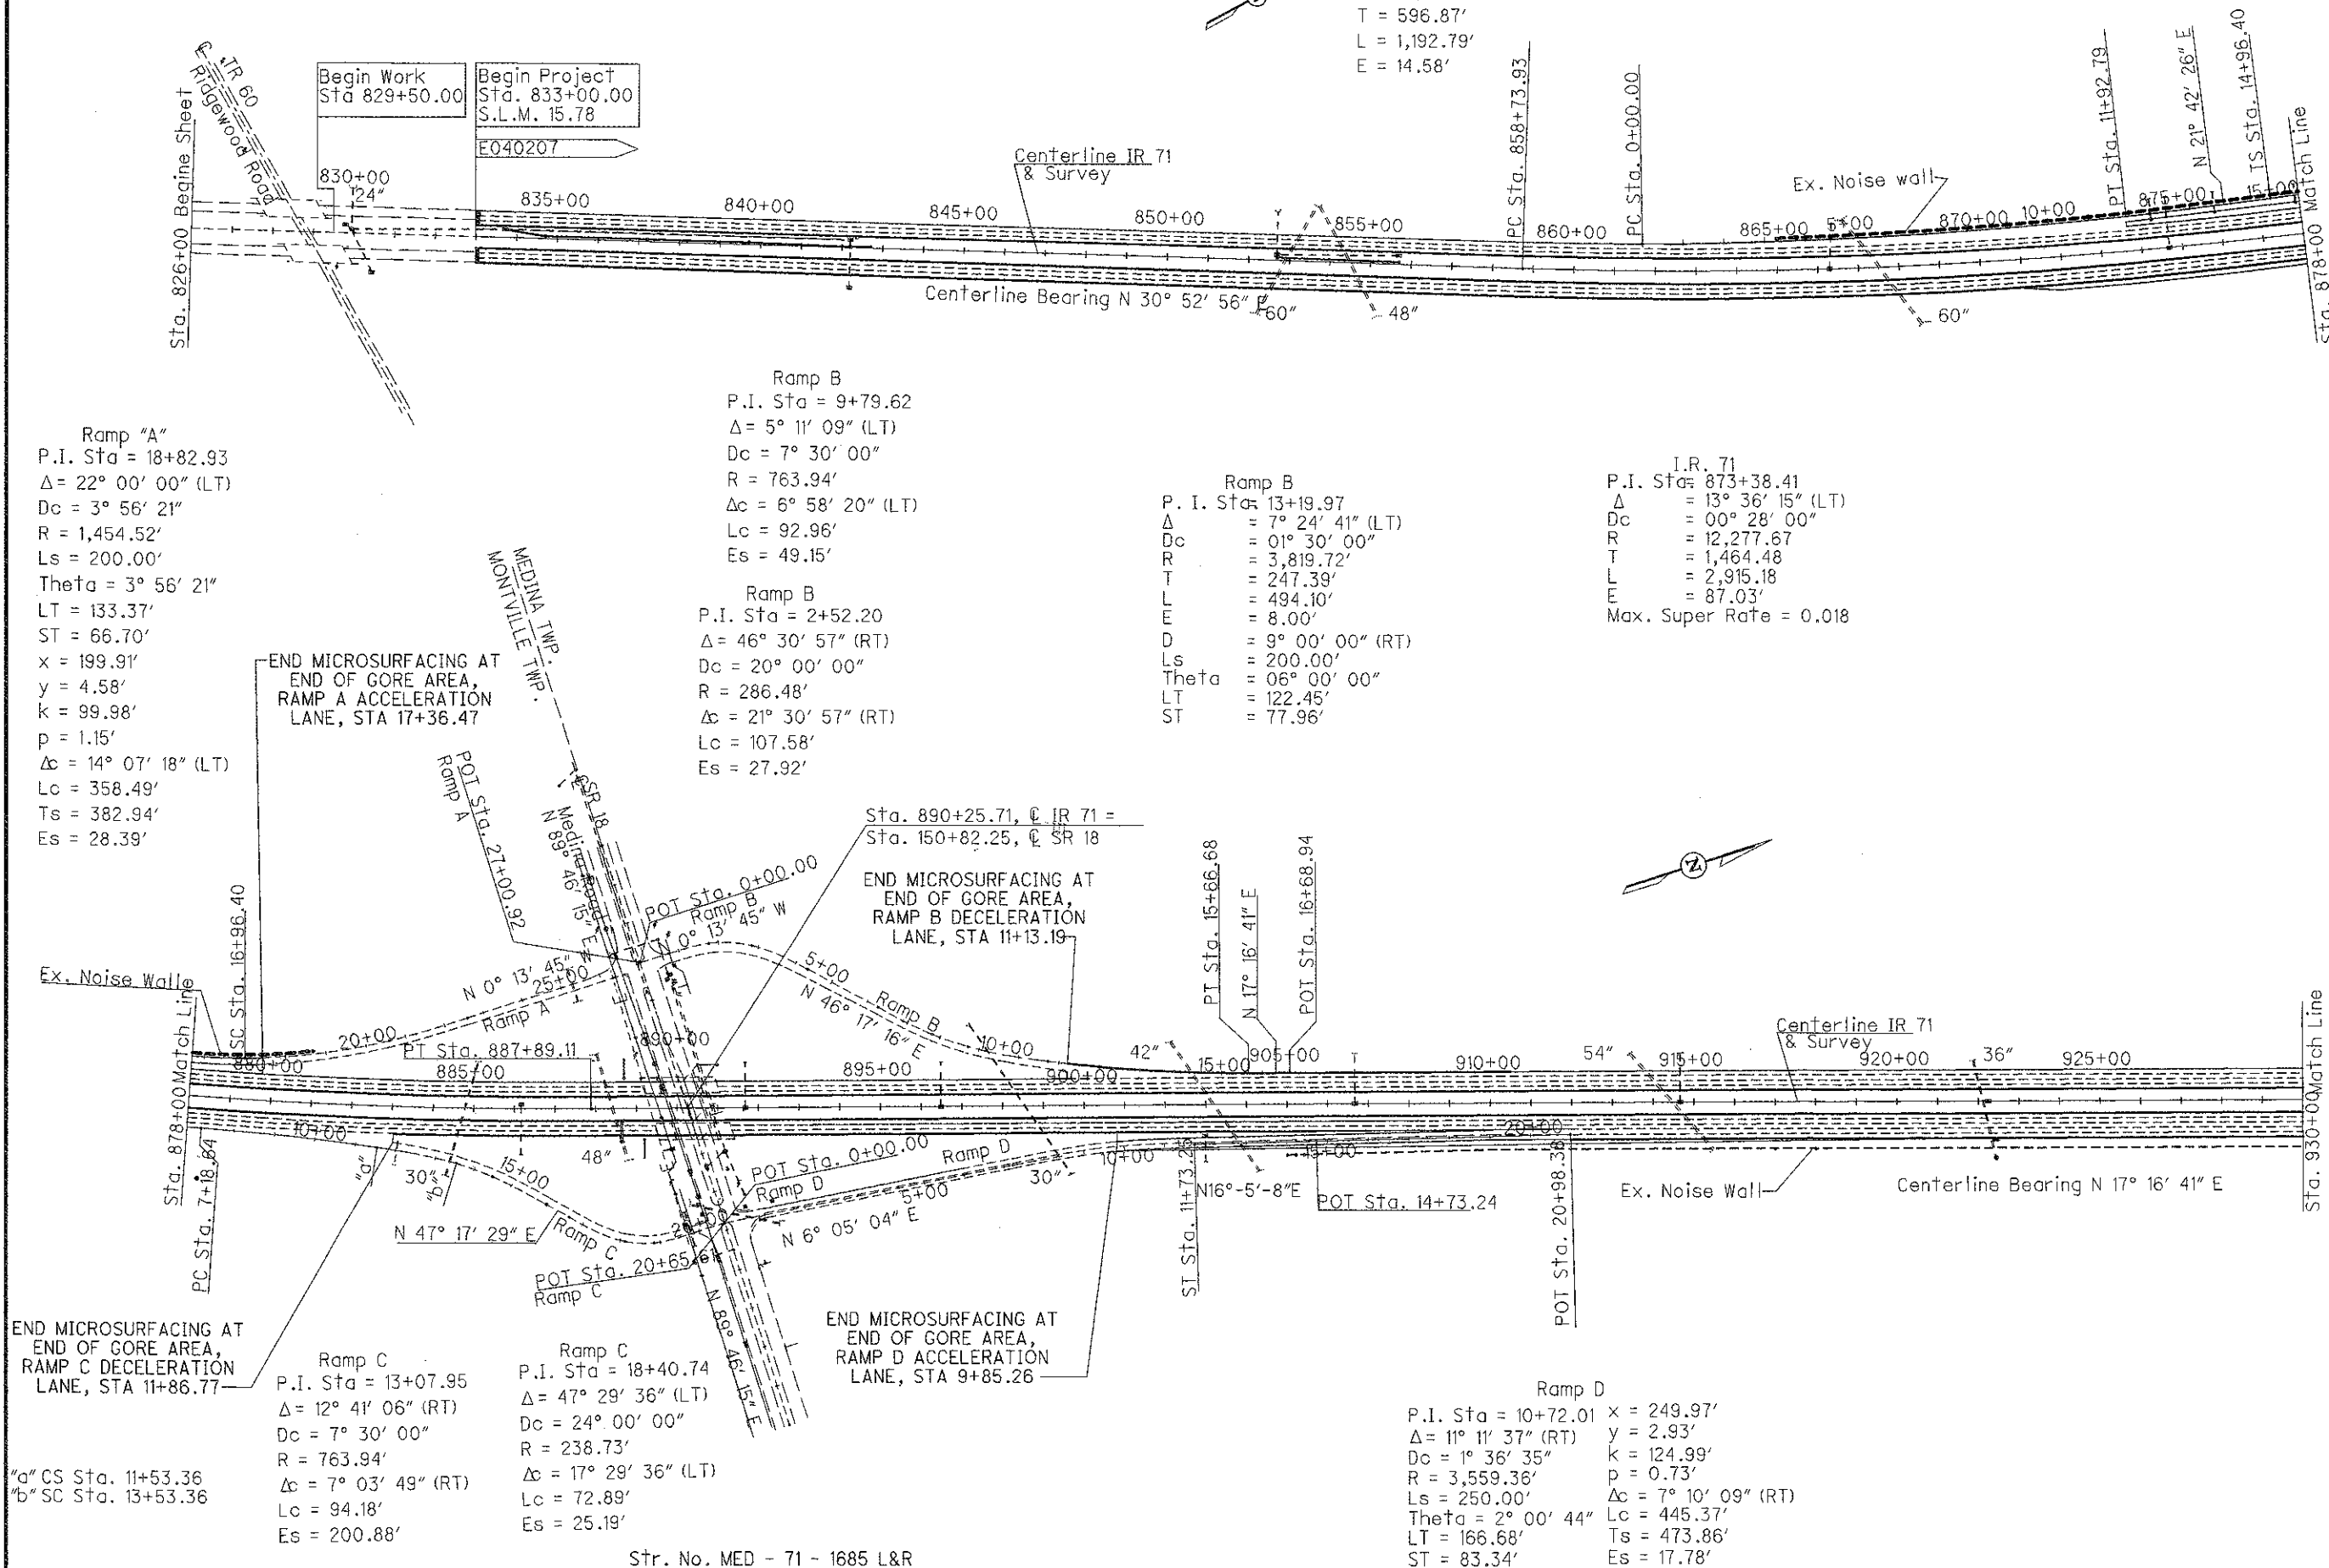 T = 596.87'
L = 1,192.79'
E = 14.58'
℄ TR 60
Ridgewood Road
Begin Work
Sta 829+50.00
Begin Project
Sta. 833+00.00
S.L.M. 15.78
E040207
Sta. 826+00 Begine Sheet
830+00
24"
835+00
840+00
845+00
850+00
855+00
860+00
865+00
5+00
870+00
10+00
875+00
15+00
Centerline IR 71
& Survey
PC Sta. 858+73.93
PC Sta. 0+00.00
Ex. Noise wall
PT Sta. 11+92.79
N 21° 42' 26" E
TS Sta. 14+96.40
Sta. 878+00 Match Line
Centerline Bearing N 30° 52' 56" E
60"
48"
60"
Ramp "A"
P.I. Sta = 18+82.93
Δ= 22° 00' 00" (LT)
Dc = 3° 56' 21"
R = 1,454.52'
Ls = 200.00'
Theta = 3° 56' 21"
LT = 133.37'
ST = 66.70'
x = 199.91'
y = 4.58'
k = 99.98'
p = 1.15'
Δc = 14° 07' 18" (LT)
Lc = 358.49'
Ts = 382.94'
Es = 28.39'
Ramp B
P.I. Sta = 9+79.62
Δ= 5° 11' 09" (LT)
Dc = 7° 30' 00"
R = 763.94'
Δc = 6° 58' 20" (LT)
Lc = 92.96'
Es = 49.15'
Ramp B
P.I. Sta = 2+52.20
Δ= 46° 30' 57" (RT)
Dc = 20° 00' 00"
R = 286.48'
Δc = 21° 30' 57" (RT)
Lc = 107.58'
Es = 27.92'
Ramp B
P. I. Sta = 13+19.97
Δ = 7° 24' 41" (LT)
Dc = 01° 30' 00"
R = 3,819.72'
T = 247.39'
L = 494.10'
E = 8.00'
D = 9° 00' 00" (RT)
Ls = 200.00'
Theta = 06° 00' 00"
LT = 122.45'
ST = 77.96'
I.R. 71
P.I. Sta= 873+38.41
Δ = 13° 36' 15" (LT)
Dc = 00° 28' 00"
R = 12,277.67
T = 1,464.48
L = 2,915.18
E = 87.03'
Max. Super Rate = 0.018
END MICROSURFACING AT
END OF GORE AREA,
RAMP A ACCELERATION
LANE, STA 17+36.47
MEDINA TWP.
MONTVILLE TWP.
POT Sta. 27+00.92
Ramp A
℄ SR 18
Medina Road
N 89° 46' 15" E
Sta. 890+25.71, ℄ IR 71 =
Sta. 150+82.25, ℄ SR 18
POT Sta. 0+00.00
Ramp B
N 0° 13' 45" W
END MICROSURFACING AT
END OF GORE AREA,
RAMP B DECELERATION
LANE, STA 11+13.19
PT Sta. 15+66.68
N 17° 16' 41" E
POT Sta. 16+68.94
N
Ex. Noise Walle
SC Sta. 16+96.40
Sta. 878+00 Match Line
N 0° 13' 45"
25+00
Ramp A
20+00
5+00
Ramp B
N 46° 17' 16" E
10+00
PT Sta. 887+89.11
880+00
885+00
890+00
895+00
900+00
42"
15+00
905+00
910+00
54"
915+00
920+00
36"
925+00
Centerline IR 71
& Survey
Sta. 930+00 Match Line
PC Sta. 7+18.64
10+00
"a"
30"
"b"
15+00
48"
N 47° 17' 29" E
Ramp C
20+00
POT Sta. 20+65.61
Ramp C
POT Sta. 0+00.00
Ramp D
Ramp D
5+00
30"
N 6° 05' 04" E
10+00
ST Sta. 11+73.26
N16°-5'-8"E
15+00
POT Sta. 14+73.24
20+00
POT Sta. 20+98.38
Ex. Noise Wall
Centerline Bearing N 17° 16' 41" E
N 89° 46' 15" E
END MICROSURFACING AT
END OF GORE AREA,
RAMP C DECELERATION
LANE, STA 11+86.77
"a" CS Sta. 11+53.36
"b" SC Sta. 13+53.36
Ramp C
P.I. Sta = 13+07.95
Δ= 12° 41' 06" (RT)
Dc = 7° 30' 00"
R = 763.94'
Δc = 7° 03' 49" (RT)
Lc = 94.18'
Es = 200.88'
Ramp C
P.I. Sta = 18+40.74
Δ= 47° 29' 36" (LT)
Dc = 24° 00' 00"
R = 238.73'
Δc = 17° 29' 36" (LT)
Lc = 72.89'
Es = 25.19'
END MICROSURFACING AT
END OF GORE AREA,
RAMP D ACCELERATION
LANE, STA 9+85.26
Ramp D
P.I. Sta = 10+72.01
Δ= 11° 11' 37" (RT)
Dc = 1° 36' 35"
R = 3,559.36'
Ls = 250.00'
Theta = 2° 00' 44"
LT = 166.68'
ST = 83.34'
x = 249.97'
y = 2.93'
k = 124.99'
p = 0.73'
Δc = 7° 10' 09" (RT)
Lc = 445.37'
Ts = 473.86'
Es = 17.78'
Str. No. MED - 71 - 1685 L&R